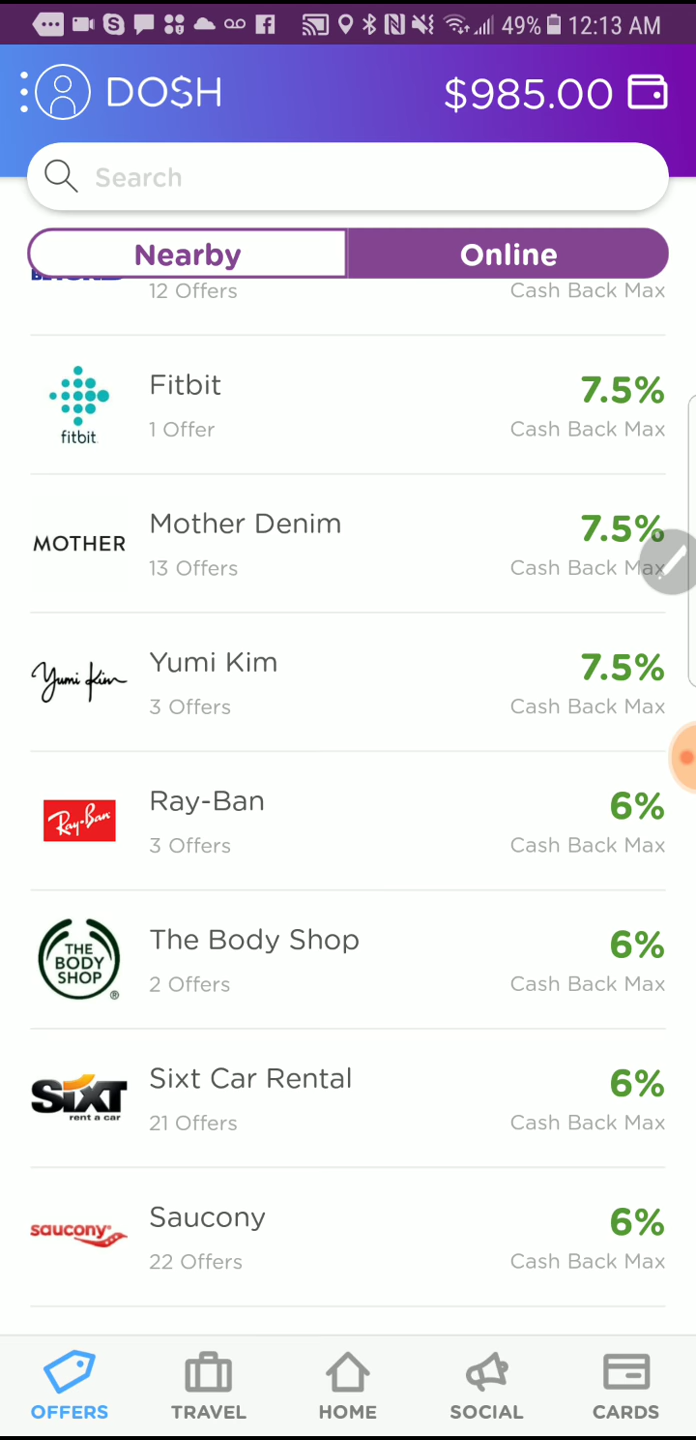 49% 12:13 AM
DO$H
$985.00
Search
Nearby
Online
12 Offers
Cash Back Max
Fitbit
7.5%
fitbit
1 Offer
Cash Back Max
Mother Denim
7.5%
MOTHER
13 Offers
Cash Back Max
Yumi Kim
7.5%
Yumi Kim
3 Offers
Cash Back Max
Ray-Ban
6%
Ray-Ban
3 Offers
Cash Back Max
The Body Shop
6%
THE
BODY
SHOP
®
2 Offers
Cash Back Max
Sixt Car Rental
6%
SIXT
rent a car
21 Offers
Cash Back Max
Saucony
6%
saucony
22 Offers
Cash Back Max
OFFERS
TRAVEL
HOME
SOCIAL
CARDS